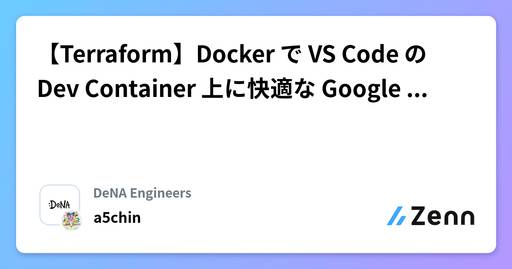 【Terraform】Docker で VS Code の
Dev Container 上に快適な Google ...
DeNA
DeNA Engineers
a5chin
Zenn